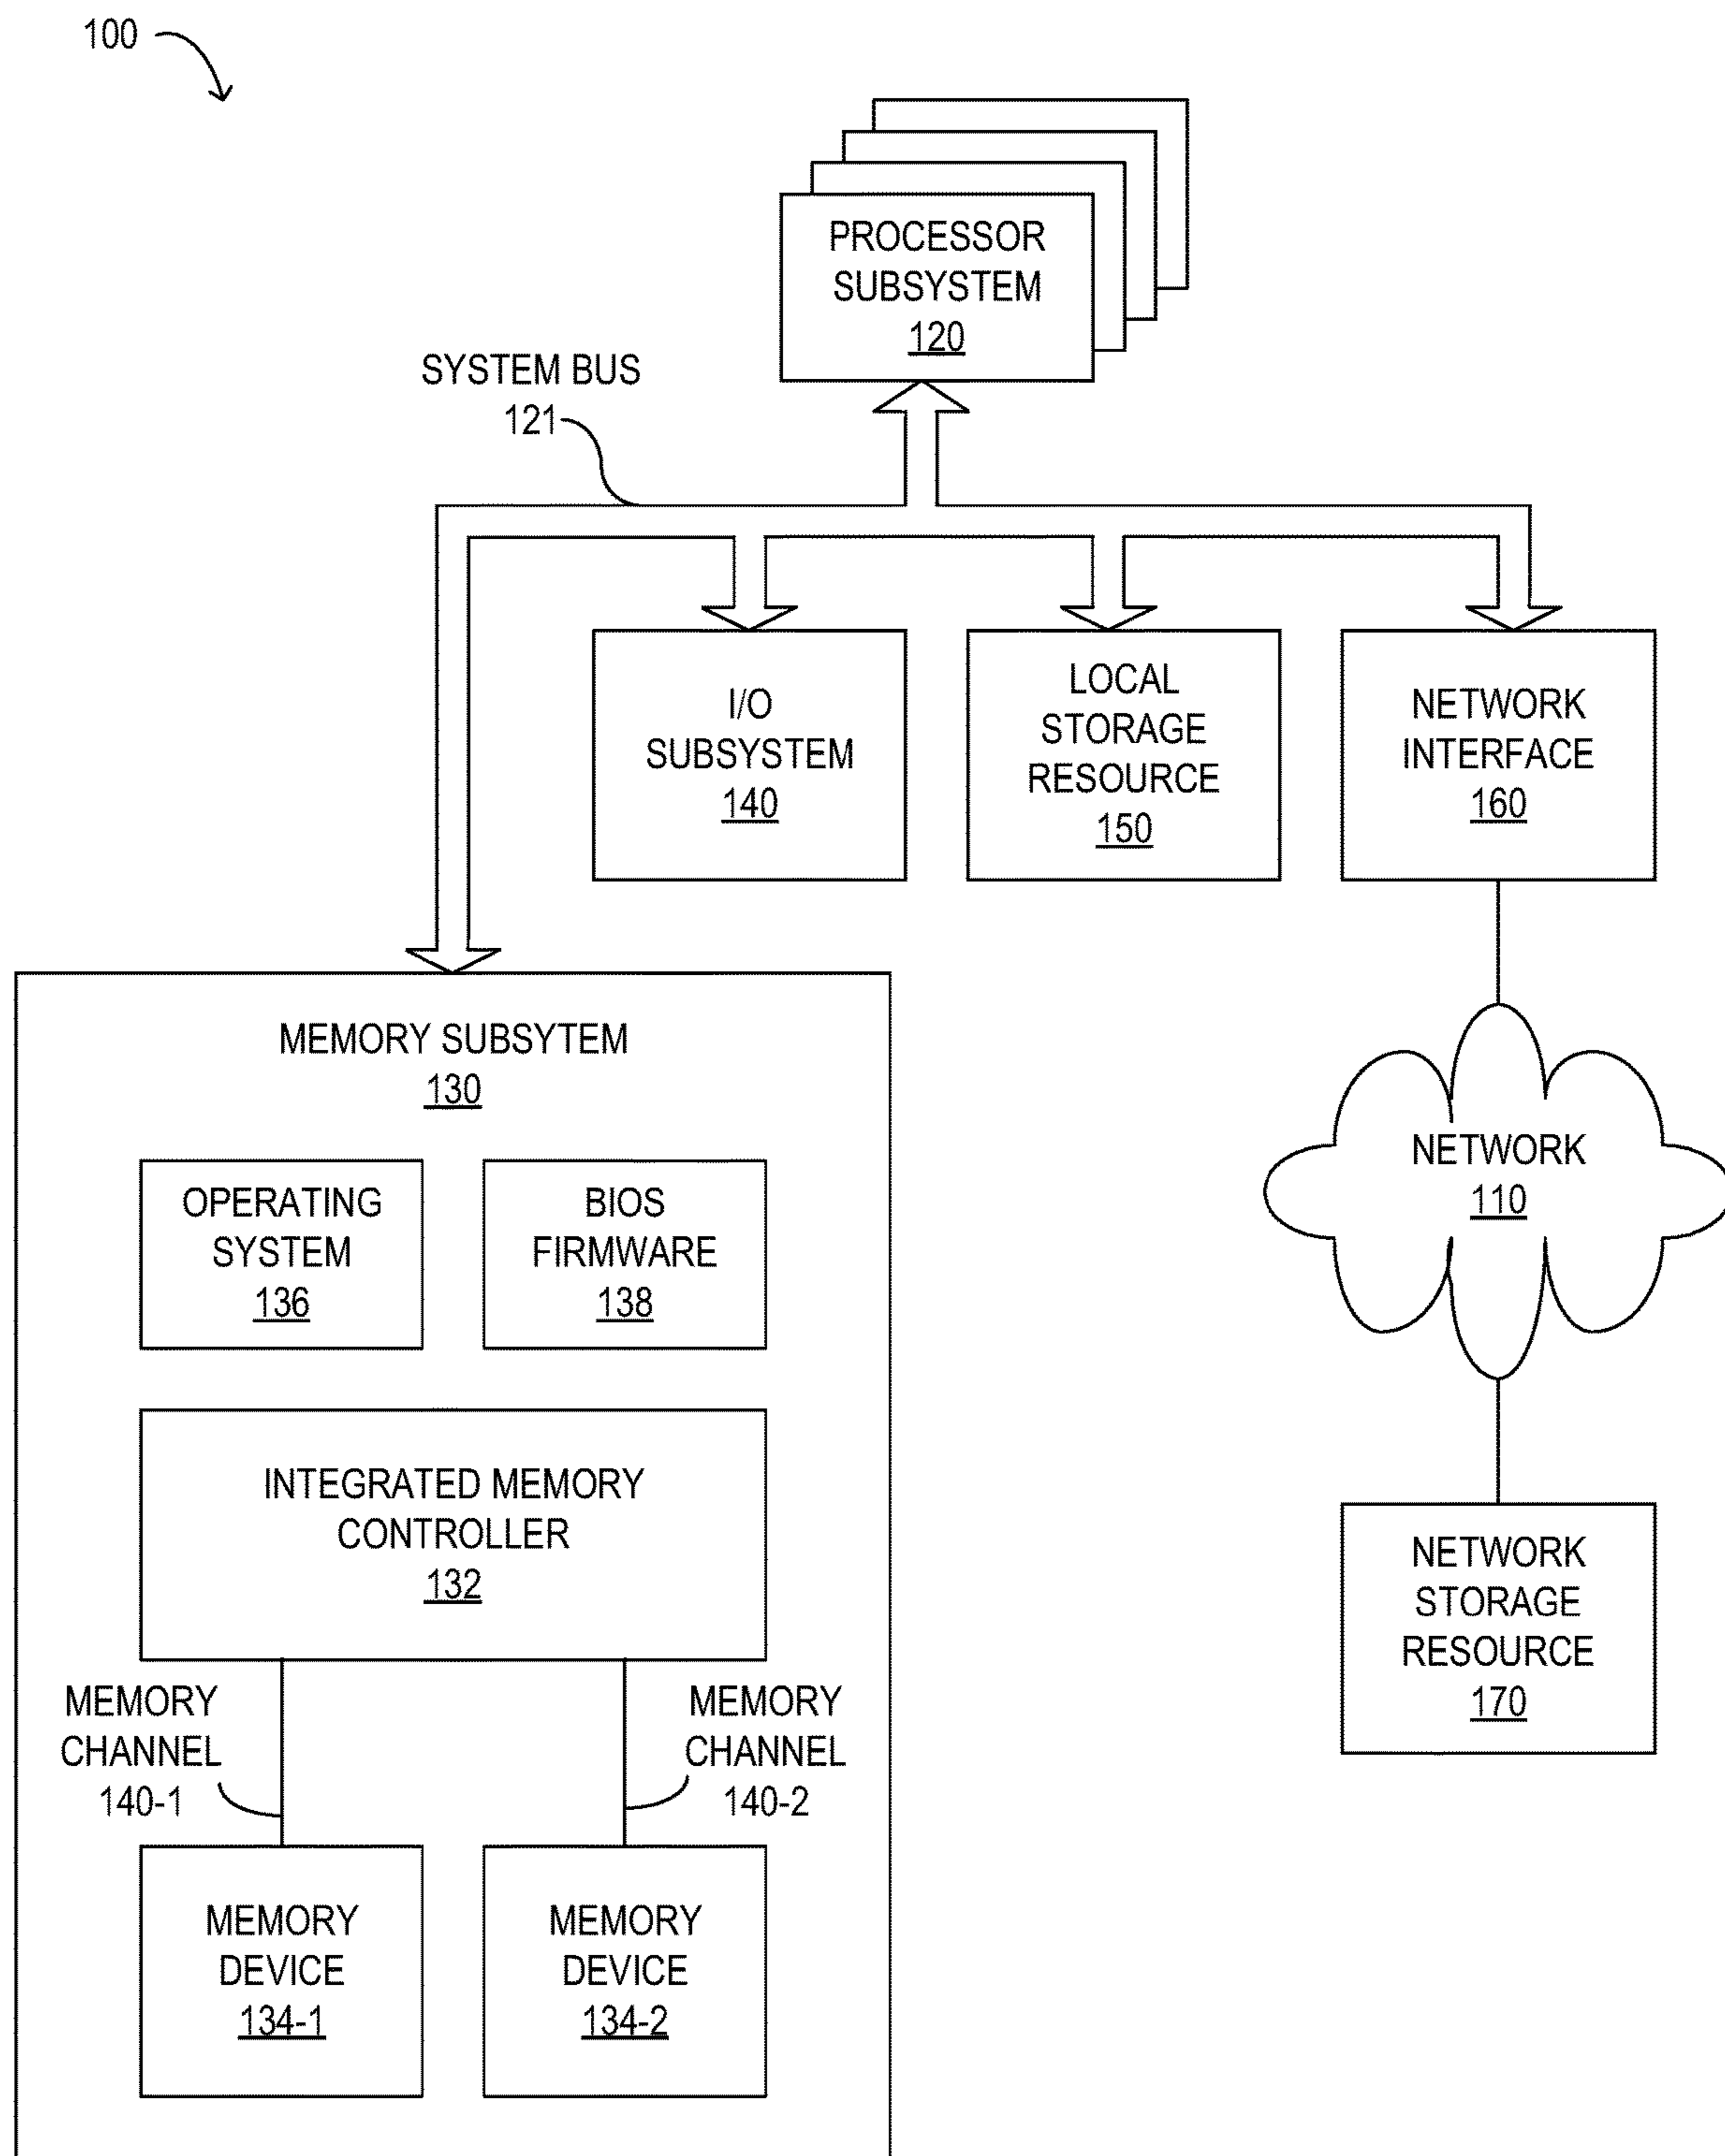 100
PROCESSOR
SUBSYSTEM
120
SYSTEM BUS
121
I/O
SUBSYSTEM
140
LOCAL
STORAGE
RESOURCE
150
NETWORK
INTERFACE
160
MEMORY SUBSYTEM
130
OPERATING
SYSTEM
136
BIOS
FIRMWARE
138
INTEGRATED MEMORY
CONTROLLER
132
MEMORY
CHANNEL
140-1
MEMORY
CHANNEL
140-2
MEMORY
DEVICE
134-1
MEMORY
DEVICE
134-2
NETWORK
110
NETWORK
STORAGE
RESOURCE
170